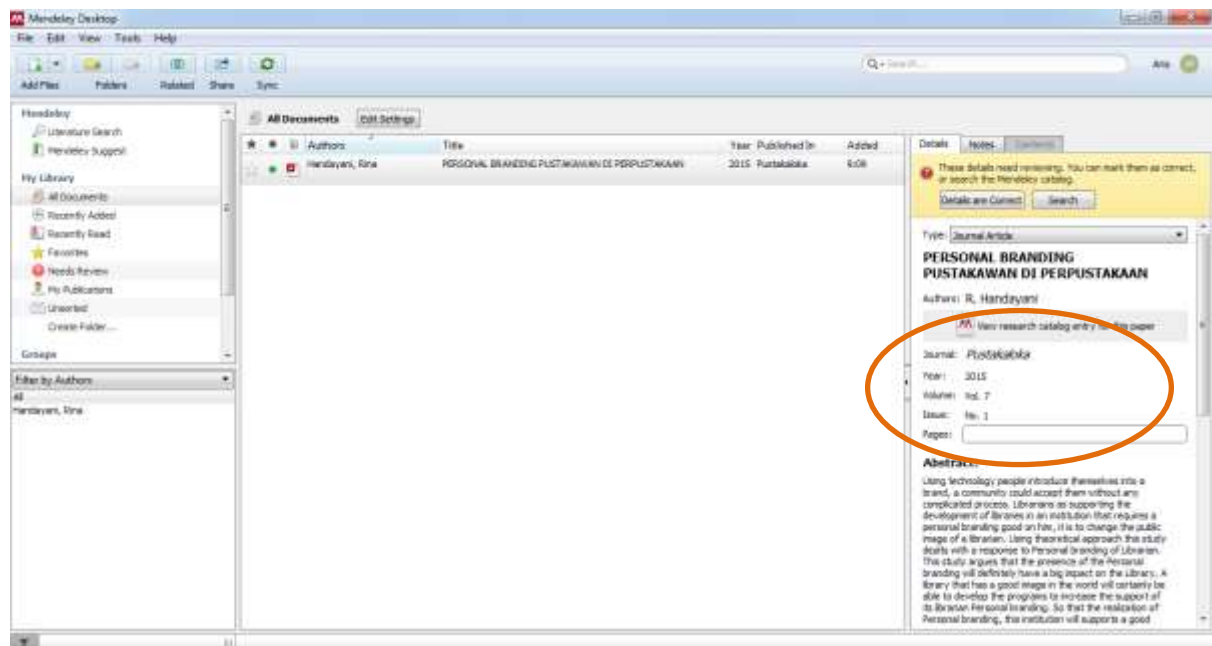 Mendeley Desktop
File Edit View Tools Help
Add Files Folders Related Share Sync
Mendeley
Literature Search
Mendeley Suggest
My Library
All Documents
Recently Added
Recently Read
Favorites
Needs Review
My Publications
Unsorted
Create Folder...
Groups
Filter by Authors
All
Handayani, Rina
All Documents Edit Settings
Authors Title Year Published In Added
Handayani, Rina PERSONAL BRANDING PUSTAKAWAN DI PERPUSTAKAAN 2015 Pustakaloka 6:09
Details Notes Contents
These details need reviewing. You can mark them as correct,
or search the Mendeley catalog.
Details are Correct Search
Type: Journal Article
PERSONAL BRANDING
PUSTAKAWAN DI PERPUSTAKAAN
Authors: R. Handayani
View research catalog entry for this paper
Journal: Pustakaloka
Year: 2015
Volume: Vol. 7
Issue: No. 1
Pages:
Abstract:
Using technology people introduce themselves into a
brand, a community could accept them without any
complicated process. Librarians as supporting the
development of libraries in an institution that requires a
personal branding good on him, it is to change the public
image of a librarian. Using theoretical approach this study
dealts with a response to Personal branding of Librarian.
This study argues that the presence of the Personal
branding will definitely have a big impact on the Library. A
library that has a good image in the world will certainly be
able to develop the programs to increase the support of
its librarian Personal branding. So that the realization of
Personal branding, this institution will supports a good